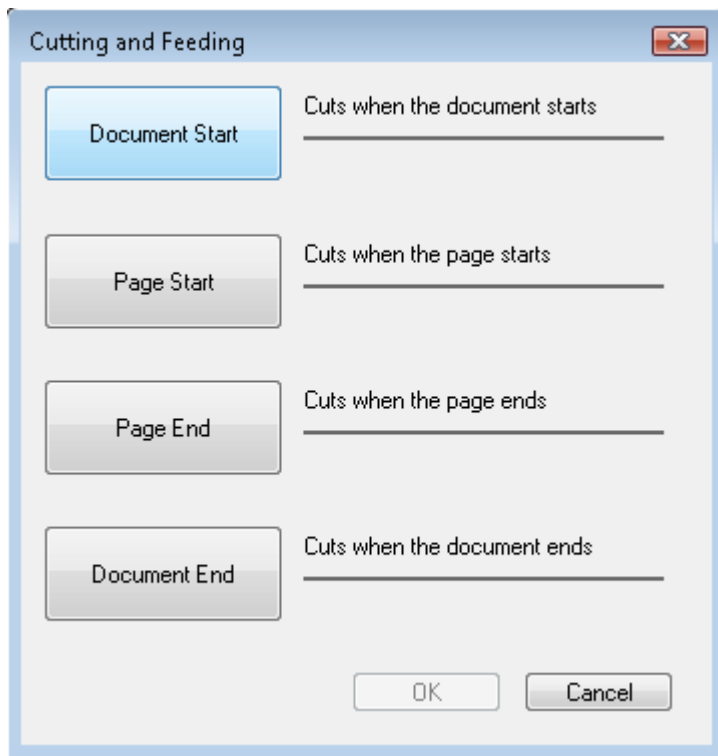 Cutting and Feeding
Document Start
Cuts when the document starts
Page Start
Cuts when the page starts
Page End
Cuts when the page ends
Document End
Cuts when the document ends
OK
Cancel